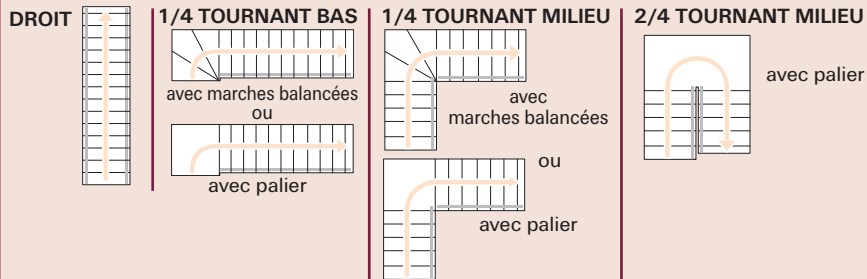 DROIT
1/4 TOURNANT BAS
avec marches balancées
ou
avec palier
1/4 TOURNANT MILIEU
avec
marches balancées
ou
avec palier
2/4 TOURNANT MILIEU
avec palier